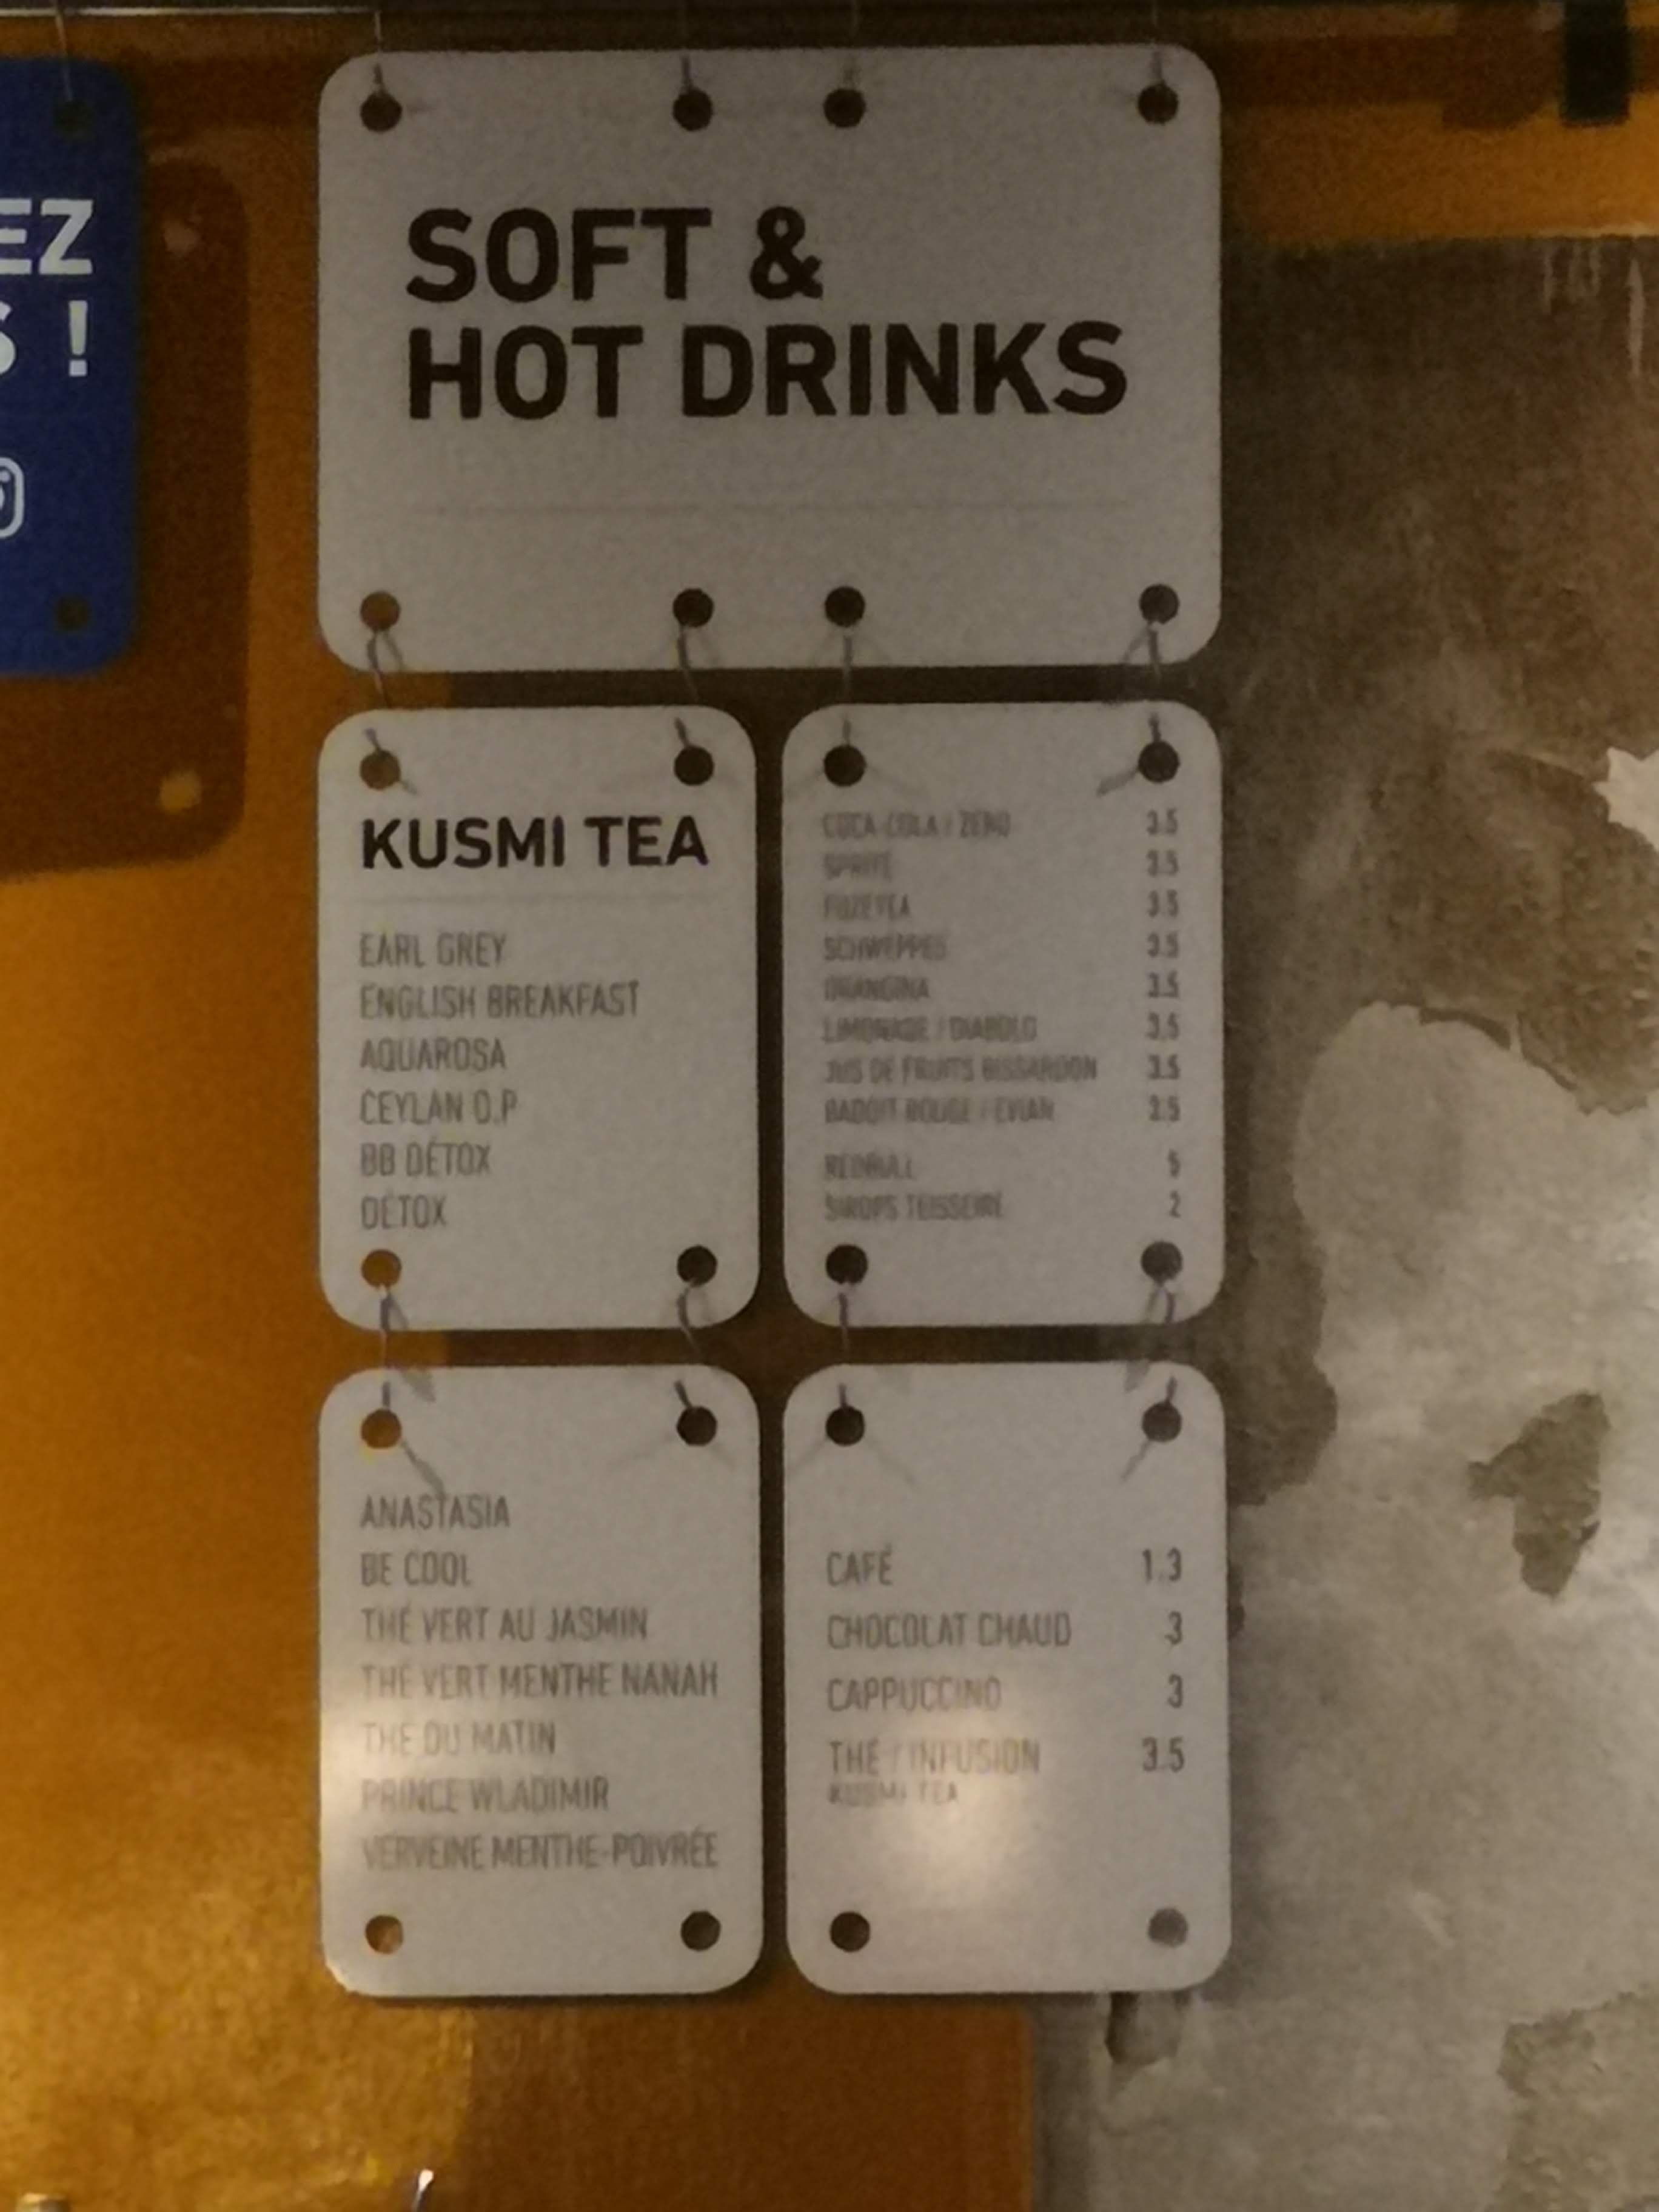 EZ
S !
SOFT &
HOT DRINKS
KUSMI TEA
EARL GREY
ENGLISH BREAKFAST
AQUAROSA
CEYLAN O.P
BB DÉTOX
DÉTOX
COCA-COLA / ZERO 3.5
SPRITE 3.5
FUZETEA 3.5
SCHWEPPES 3.5
ORANGINA 3.5
LIMONADE / DIABOLO 3.5
JUS DE FRUITS BISSARDON 3.5
BADOIT ROUGE / EVIAN 3.5
REDBULL 5
SIROPS TEISSEIRE 2
ANASTASIA
BE COOL
THÉ VERT AU JASMIN
THÉ VERT MENTHE NANAH
THÉ DU MATIN
PRINCE WLADIMIR
VERVEINE MENTHE-POIVRÉE
CAFÉ 1.3
CHOCOLAT CHAUD 3
CAPPUCCINO 3
THÉ / INFUSION 3.5
KUSMI TEA